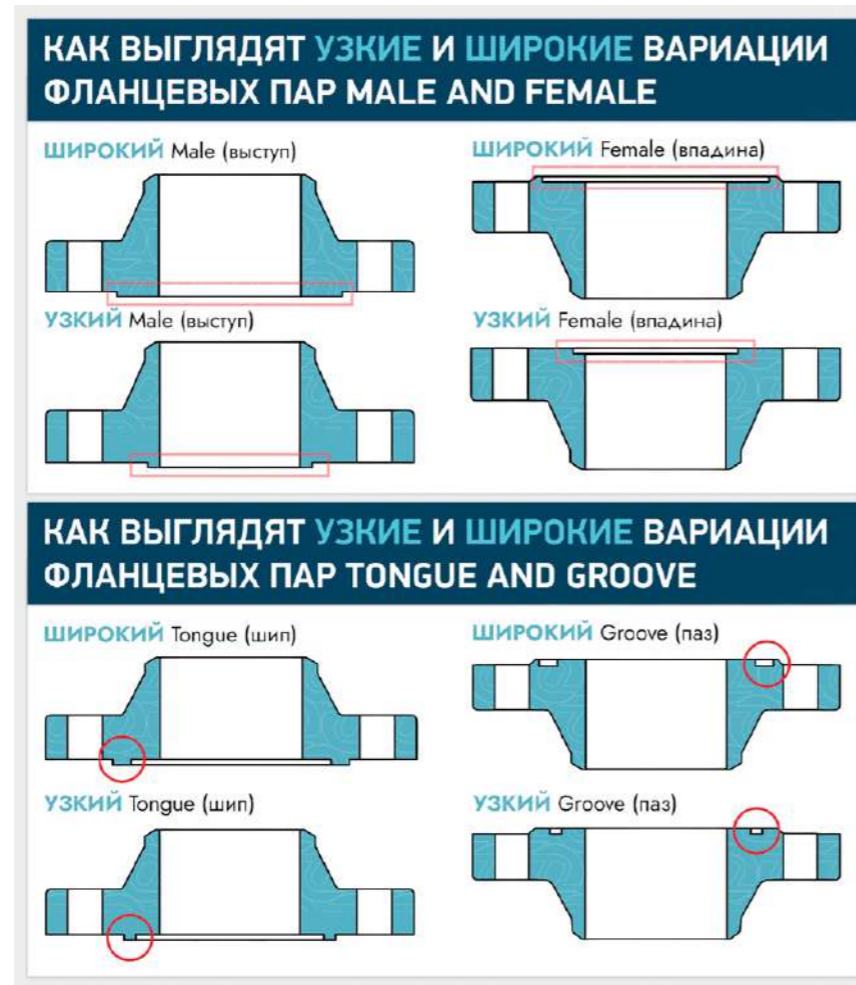 КАК ВЫГЛЯДЯТ УЗКИЕ И ШИРОКИЕ ВАРИАЦИИ
ФЛАНЦЕВЫХ ПАР MALE AND FEMALE
ШИРОКИЙ Male (выступ)
ШИРОКИЙ Female (впадина)
УЗКИЙ Male (выступ)
УЗКИЙ Female (впадина)
КАК ВЫГЛЯДЯТ УЗКИЕ И ШИРОКИЕ ВАРИАЦИИ
ФЛАНЦЕВЫХ ПАР TONGUE AND GROOVE
ШИРОКИЙ Tongue (шип)
ШИРОКИЙ Groove (паз)
УЗКИЙ Tongue (шип)
УЗКИЙ Groove (паз)